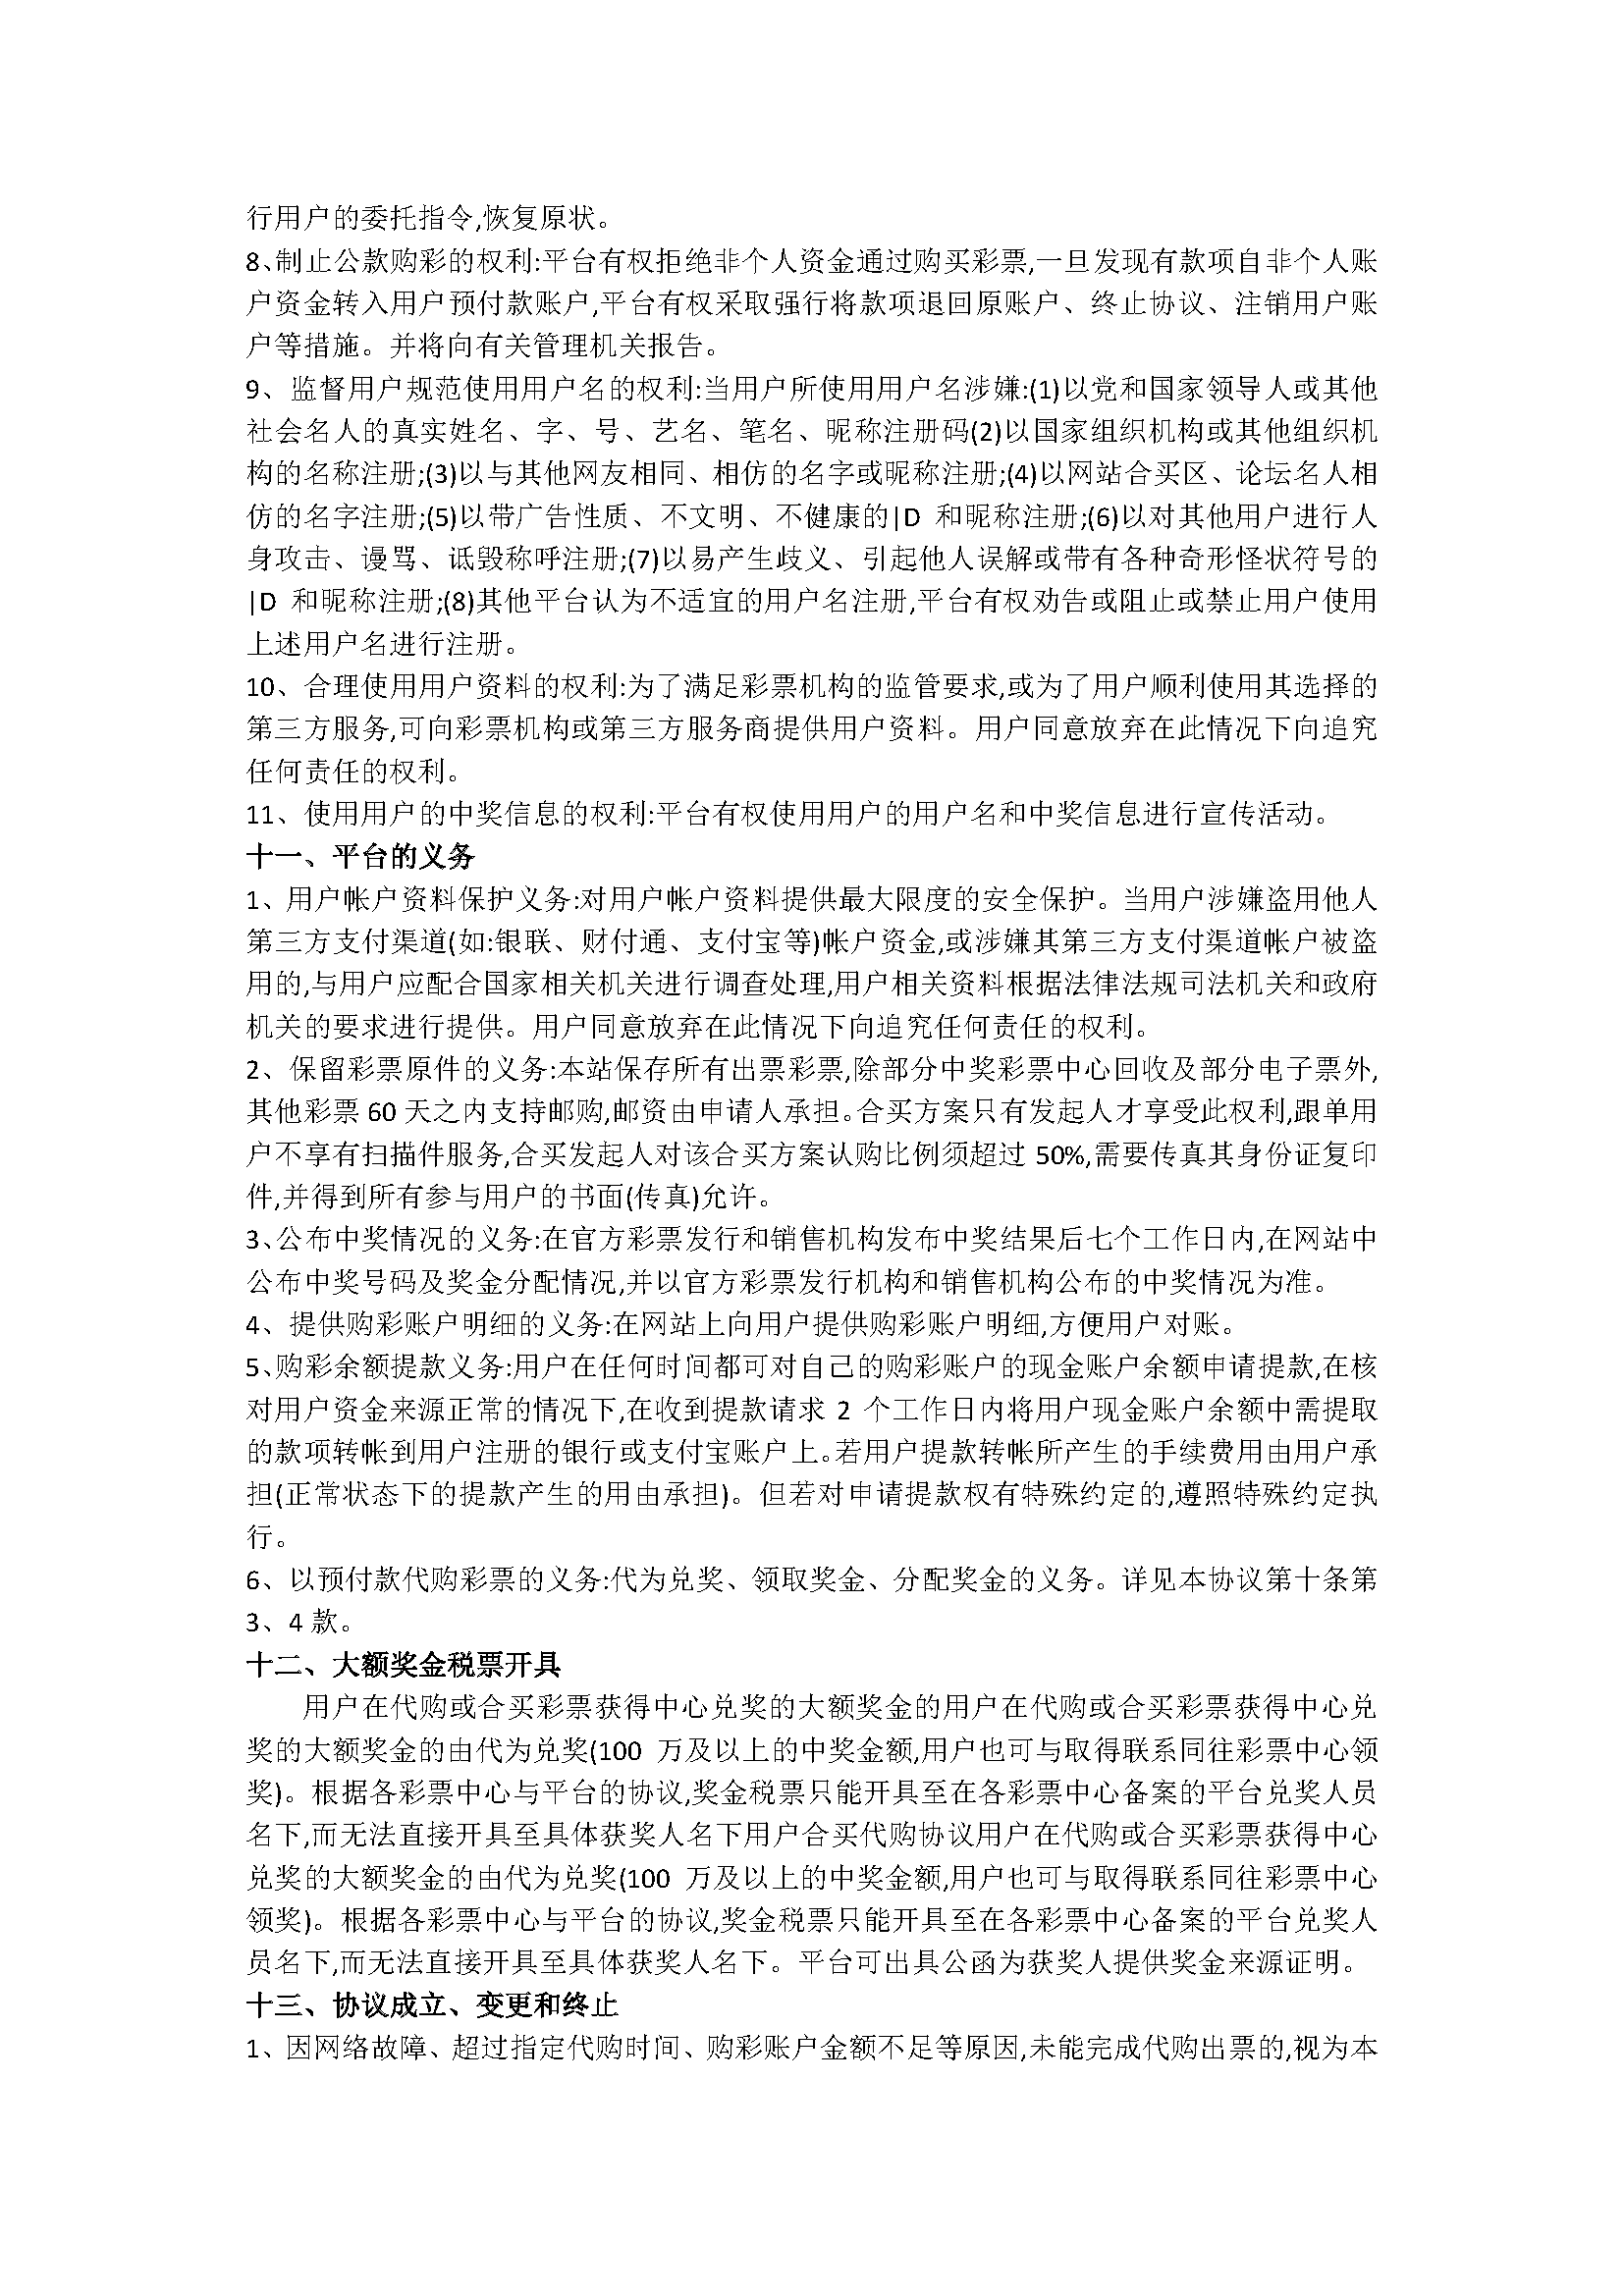 行用户的委托指令,恢复原状。
8、制止公款购彩的权利:平台有权拒绝非个人资金通过购买彩票,一旦发现有款项自非个人账
户资金转入用户预付款账户,平台有权采取强行将款项退回原账户、终止协议、注销用户账
户等措施。并将向有关管理机关报告。
9、监督用户规范使用用户名的权利:当用户所使用用户名涉嫌:(1)以党和国家领导人或其他
社会名人的真实姓名、字、号、艺名、笔名、昵称注册码(2)以国家组织机构或其他组织机
构的名称注册;(3)以与其他网友相同、相仿的名字或昵称注册;(4)以网站合买区、论坛名人相
仿的名字注册;(5)以带广告性质、不文明、不健康的|D 和昵称注册;(6)以对其他用户进行人
身攻击、谩骂、诋毁称呼注册;(7)以易产生歧义、引起他人误解或带有各种奇形怪状符号的
|D 和昵称注册;(8)其他平台认为不适宜的用户名注册,平台有权劝告或阻止或禁止用户使用
上述用户名进行注册。
10、合理使用用户资料的权利:为了满足彩票机构的监管要求,或为了用户顺利使用其选择的
第三方服务,可向彩票机构或第三方服务商提供用户资料。用户同意放弃在此情况下向追究
任何责任的权利。
11、使用用户的中奖信息的权利:平台有权使用用户的用户名和中奖信息进行宣传活动。
十一、平台的义务
1、用户帐户资料保护义务:对用户帐户资料提供最大限度的安全保护。当用户涉嫌盗用他人
第三方支付渠道(如:银联、财付通、支付宝等)帐户资金,或涉嫌其第三方支付渠道帐户被盗
用的,与用户应配合国家相关机关进行调查处理,用户相关资料根据法律法规司法机关和政府
机关的要求进行提供。用户同意放弃在此情况下向追究任何责任的权利。
2、保留彩票原件的义务:本站保存所有出票彩票,除部分中奖彩票中心回收及部分电子票外,
其他彩票 60 天之内支持邮购,邮资由申请人承担。合买方案只有发起人才享受此权利,跟单用
户不享有扫描件服务,合买发起人对该合买方案认购比例须超过 50%,需要传真其身份证复印
件,并得到所有参与用户的书面(传真)允许。
3、公布中奖情况的义务:在官方彩票发行和销售机构发布中奖结果后七个工作日内,在网站中
公布中奖号码及奖金分配情况,并以官方彩票发行机构和销售机构公布的中奖情况为准。
4、提供购彩账户明细的义务:在网站上向用户提供购彩账户明细,方便用户对账。
5、购彩余额提款义务:用户在任何时间都可对自己的购彩账户的现金账户余额申请提款,在核
对用户资金来源正常的情况下,在收到提款请求 2 个工作日内将用户现金账户余额中需提取
的款项转帐到用户注册的银行或支付宝账户上。若用户提款转帐所产生的手续费用由用户承
担(正常状态下的提款产生的用由承担)。但若对申请提款权有特殊约定的,遵照特殊约定执
行。
6、以预付款代购彩票的义务:代为兑奖、领取奖金、分配奖金的义务。详见本协议第十条第
3、4 款。
十二、大额奖金税票开具
用户在代购或合买彩票获得中心兑奖的大额奖金的用户在代购或合买彩票获得中心兑
奖的大额奖金的由代为兑奖(100 万及以上的中奖金额,用户也可与取得联系同往彩票中心领
奖)。根据各彩票中心与平台的协议,奖金税票只能开具至在各彩票中心备案的平台兑奖人员
名下,而无法直接开具至具体获奖人名下用户合买代购协议用户在代购或合买彩票获得中心
兑奖的大额奖金的由代为兑奖(100 万及以上的中奖金额,用户也可与取得联系同往彩票中心
领奖)。根据各彩票中心与平台的协议,奖金税票只能开具至在各彩票中心备案的平台兑奖人
员名下,而无法直接开具至具体获奖人名下。平台可出具公函为获奖人提供奖金来源证明。
十三、协议成立、变更和终止
1、因网络故障、超过指定代购时间、购彩账户金额不足等原因,未能完成代购出票的,视为本